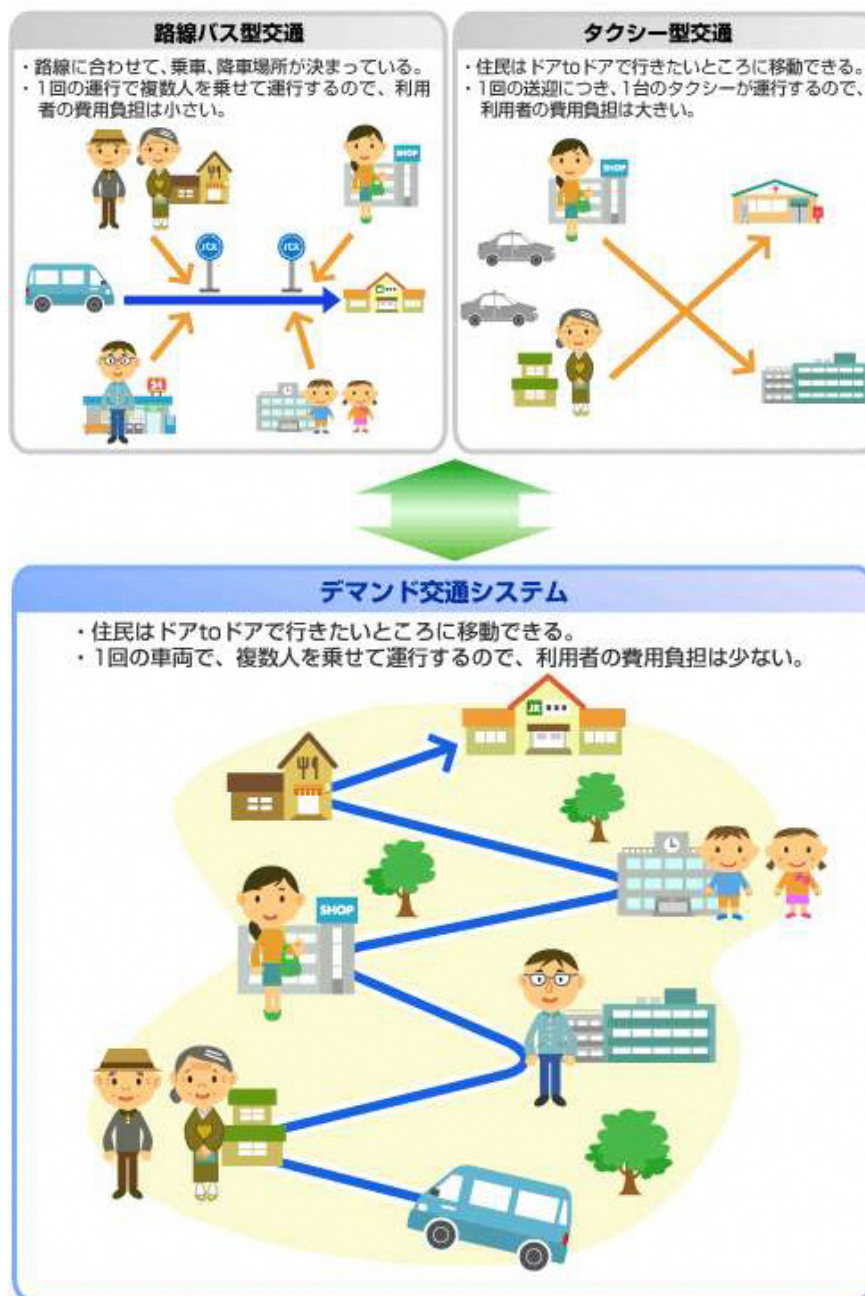 路線バス型交通
・路線に合わせて、乗車、降車場所が決まっている。
・1回の運行で複数人を乗せて運行するので、利用
者の費用負担は小さい。
SHOP
バス
バス
24
タクシー型交通
・住民はドアtoドアで行きたいところに移動できる。
・1回の送迎につき、1台のタクシーが運行するので、
利用者の費用負担は大きい。
SHOP
デマンド交通システム
・住民はドアtoドアで行きたいところに移動できる。
・1回の車両で、複数人を乗せて運行するので、利用者の費用負担は少ない。
JR
SHOP